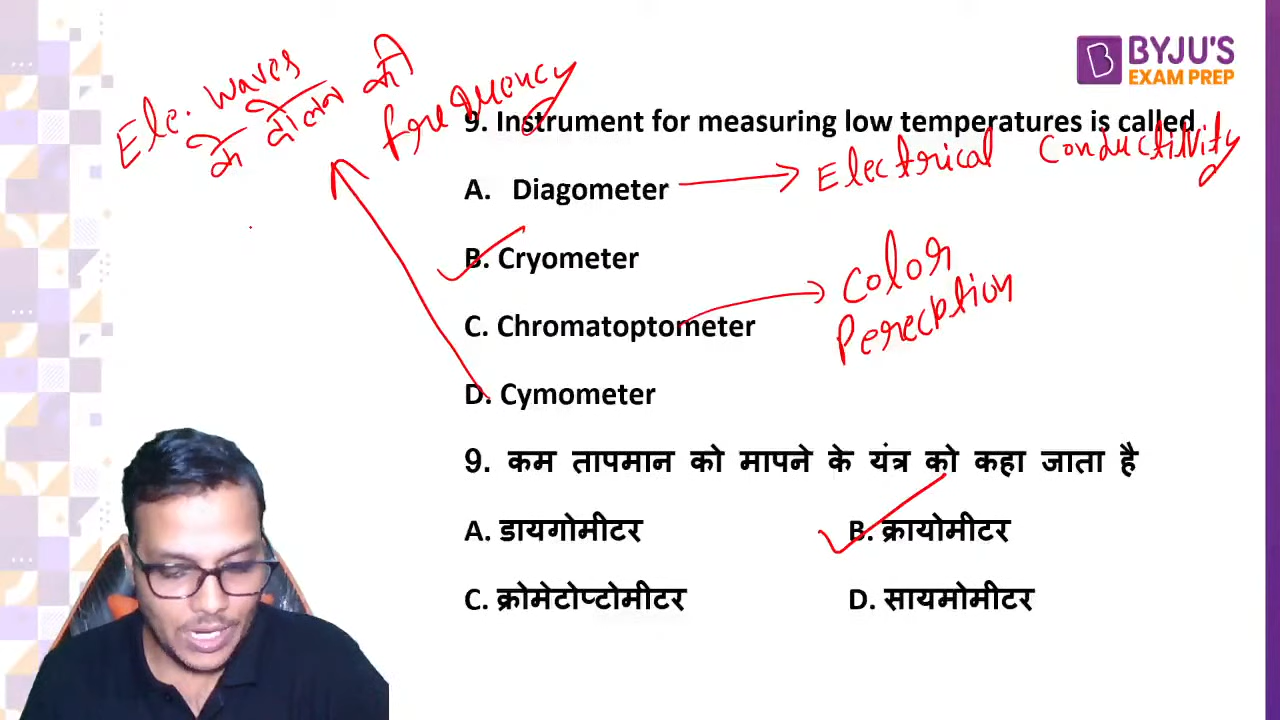 BYJU'S
EXAM PREP
Ele. waves
के दोलन की
frequency
9. Instrument for measuring low temperatures is called
A. Diagometer
Electrical Conductivity
B. Cryometer
Color
C. Chromatoptometer
D. Cymometer
9. कम तापमान को मापने के यंत्र को कहा जाता है
A. डायगोमीटर B. क्रायोमीटर
C. क्रोमेटोप्टोमीटर D. सायमोमीटर